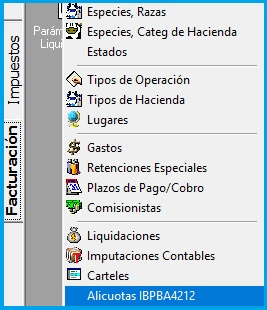 Impuestos
Facturación
Parám
Liqui
Especies, Razas
Especies, Categ de Hacienda
Estados
Tipos de Operación
Tipos de Hacienda
Lugares
Gastos
Retenciones Especiales
Plazos de Pago/Cobro
Comisionistas
Liquidaciones
Imputaciones Contables
Carteles
Alicuotas IBPBA4212